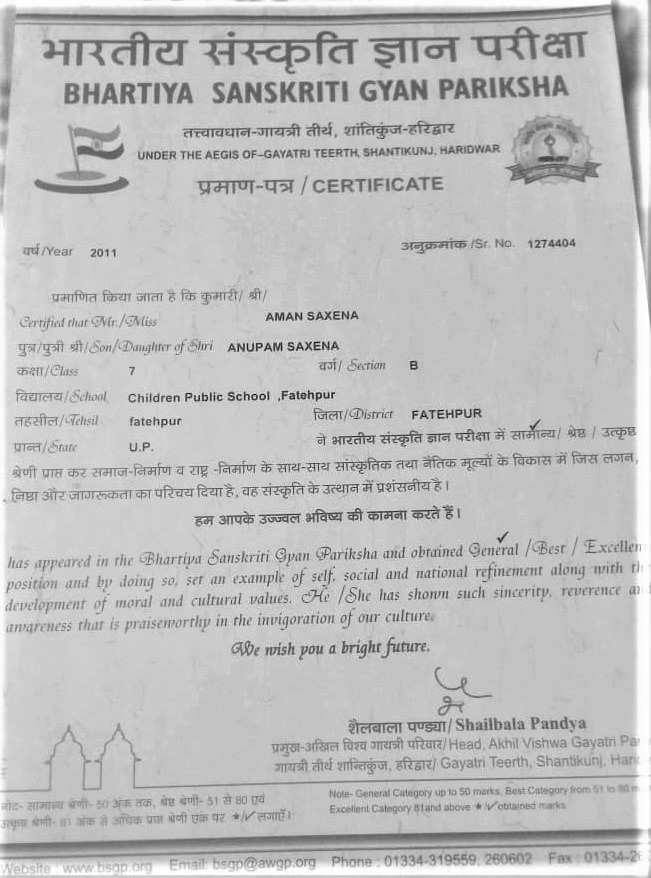 भारतीय संस्कृति ज्ञान परीक्षा
BHARTIYA SANSKRITI GYAN PARIKSHA
तत्त्वावधान-गायत्री तीर्थ, शांतिकुंज-हरिद्वार
UNDER THE AEGIS OF-GAYATRI TEERTH, SHANTIKUNJ, HARIDWAR
प्रमाण-पत्र / CERTIFICATE
वर्ष/Year 2011 अनुक्रमांक/Sr. No. 1274404
प्रमाणित किया जाता है कि कुमारी/ श्री/
Certified that Mr./Miss AMAN SAXENA
पुत्र/पुत्री श्री/Son/Daughter of Shri ANUPAM SAXENA
कक्षा/Class 7 वर्ग/ Section B
विद्यालय/School Children Public School ,Fatehpur
तहसील/Tehsil fatehpur जिला/District FATEHPUR
प्रान्त/State U.P. ने भारतीय संस्कृति ज्ञान परीक्षा में सामान्य/ श्रेष्ठ / उत्कृष्ठ
श्रेणी प्राप्त कर समाज-निर्माण व राष्ट्र -निर्माण के साथ-साथ सांस्कृतिक तथा नैतिक मूल्यों के विकास में जिस लगन,
निष्ठा और जागरूकता का परिचय दिया है, वह संस्कृति के उत्थान में प्रशंसनीय है।
हम आपके उज्ज्वल भविष्य की कामना करते हैं।
has appeared in the Bhartiya Sanskriti Gyan Pariksha and obtained General /Best / Excellen
position and by doing so, set an example of self, social and national refinement along with th
development of moral and cultural values. He /She has shown such sincerity, reverence an
awareness that is praiseworthy in the invigoration of our culture.
We wish you a bright future.
शैलबाला पण्ड्या/ Shailbala Pandya
प्रमुख-अखिल विश्व गायत्री परिवार/Head, Akhil Vishwa Gayatri Par
गायत्री तीर्थ शान्तिकुंज, हरिद्वार/ Gayatri Teerth, Shantikunj, Hari
नोट- सामान्य श्रेणी- 50 अंक तक, श्रेष्ठ श्रेणी- 51 से 80 एवं
उत्कृष्ठ श्रेणी- 81 अंक से अधिक प्राप्त श्रेणी एक पर ★/✓ लगाएँ।
Note- General Category up to 50 marks, Best Category from 51 to 80 m
Excellent Category 81and above ★/✓obtained marks
Website : www.bsgp.org Email: bsgp@awgp.org Phone : 01334-319559, 260602 Fax : 01334-2